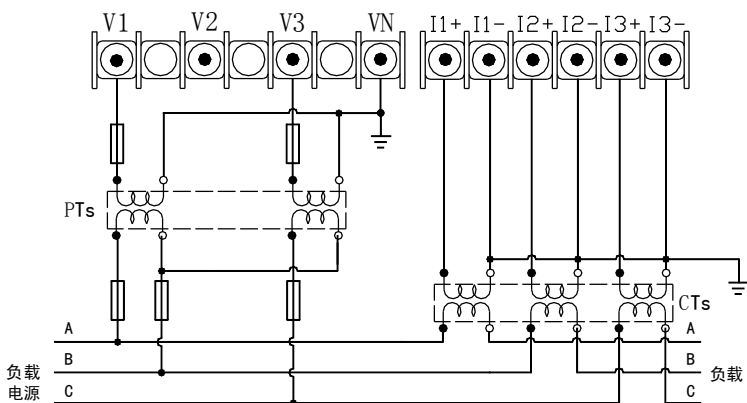 V1 V2 V3 VN I1+ I1- I2+ I2- I3+ I3-
PTs
CTs
A A
B B
负载 负载
电源 C C